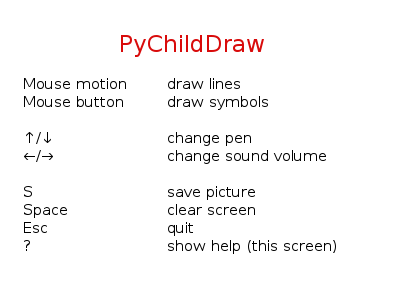 PyChildDraw
Mouse motion draw lines
Mouse button draw symbols
↑/↓ change pen
←/→ change sound volume
S save picture
Space clear screen
Esc quit
? show help (this screen)